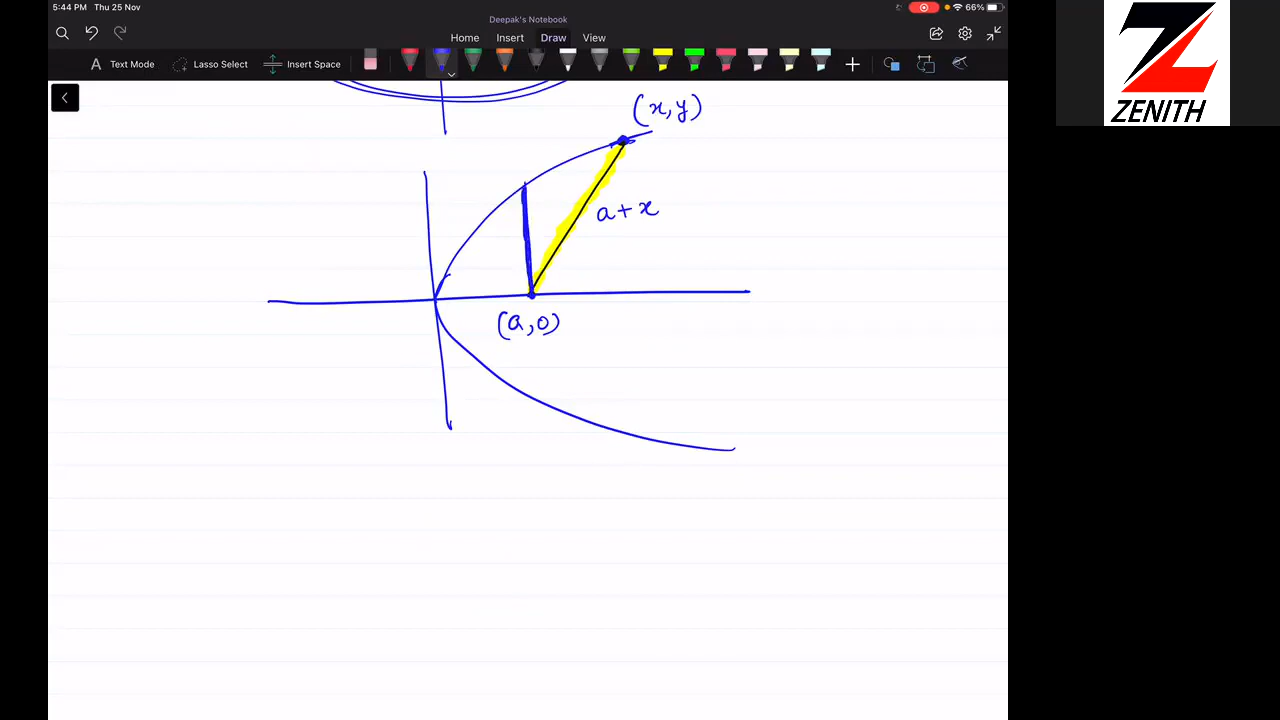 5:44 PM Thu 25 Nov
66%
Deepak's Notebook
Home Insert Draw View
Text Mode Lasso Select Insert Space
ZENITH
(x,y)
a+x
(a,0)